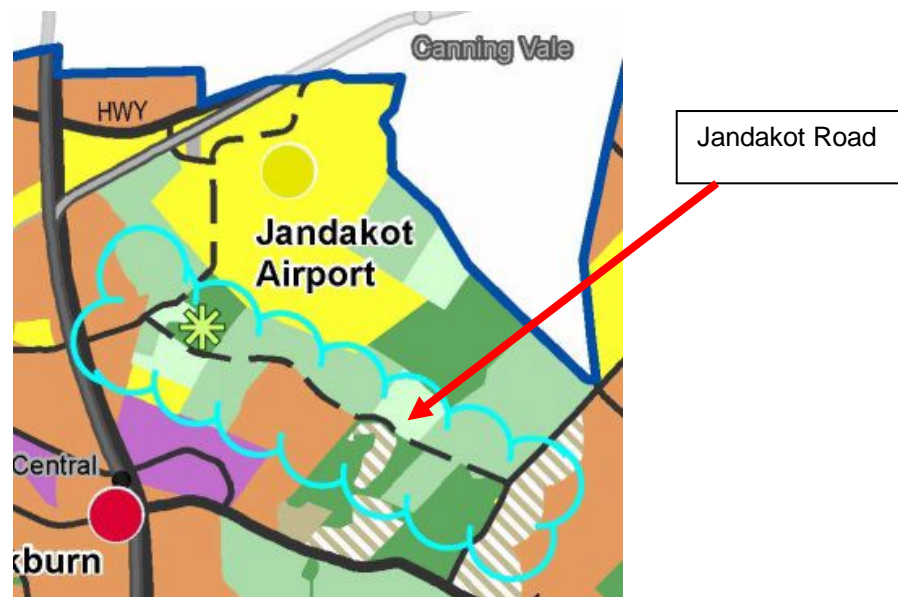 Canning Vale
HWY
Jandakot Road
Jandakot
Airport
Central
kburn